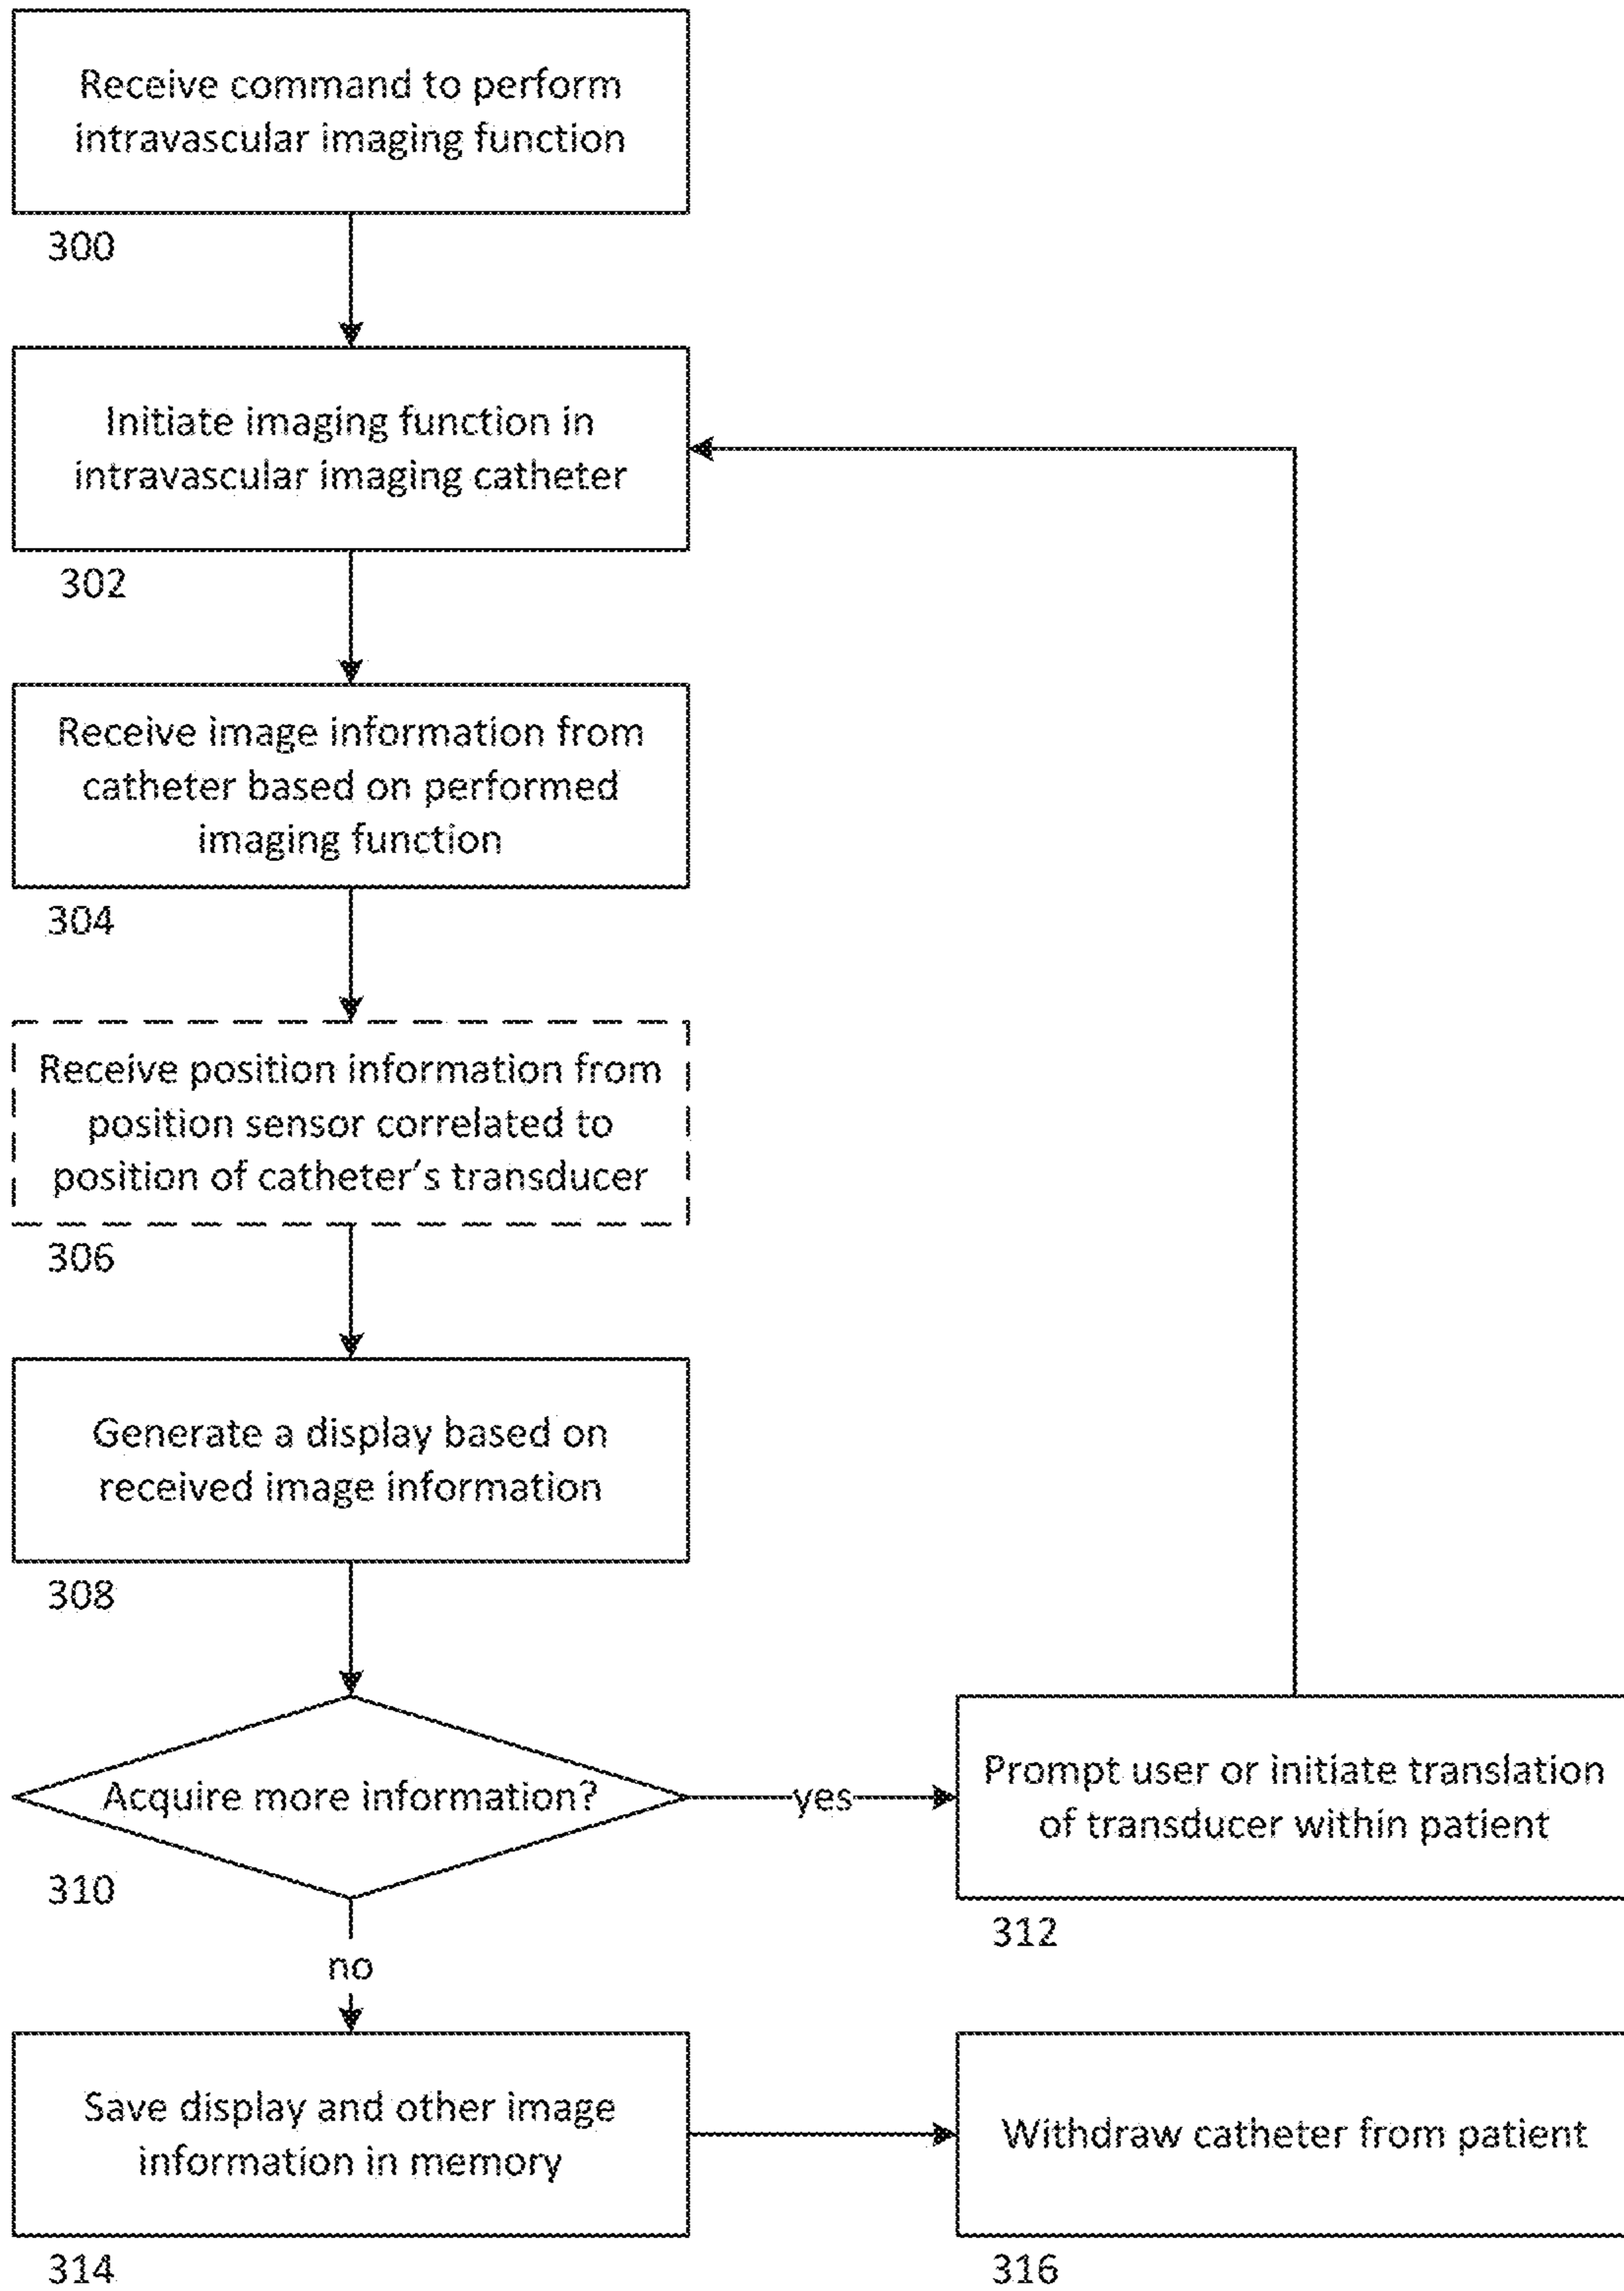 Receive command to perform
intravascular imaging function
300
Initiate imaging function in
intravascular imaging catheter
302
Receive image information from
catheter based on performed
imaging function
304
Receive position information from
position sensor correlated to
position of catheter's transducer
306
Generate a display based on
received image information
308
Acquire more information?
yes
310
Prompt user or initiate translation
of transducer within patient
312
no
Save display and other image
information in memory
314
Withdraw catheter from patient
316